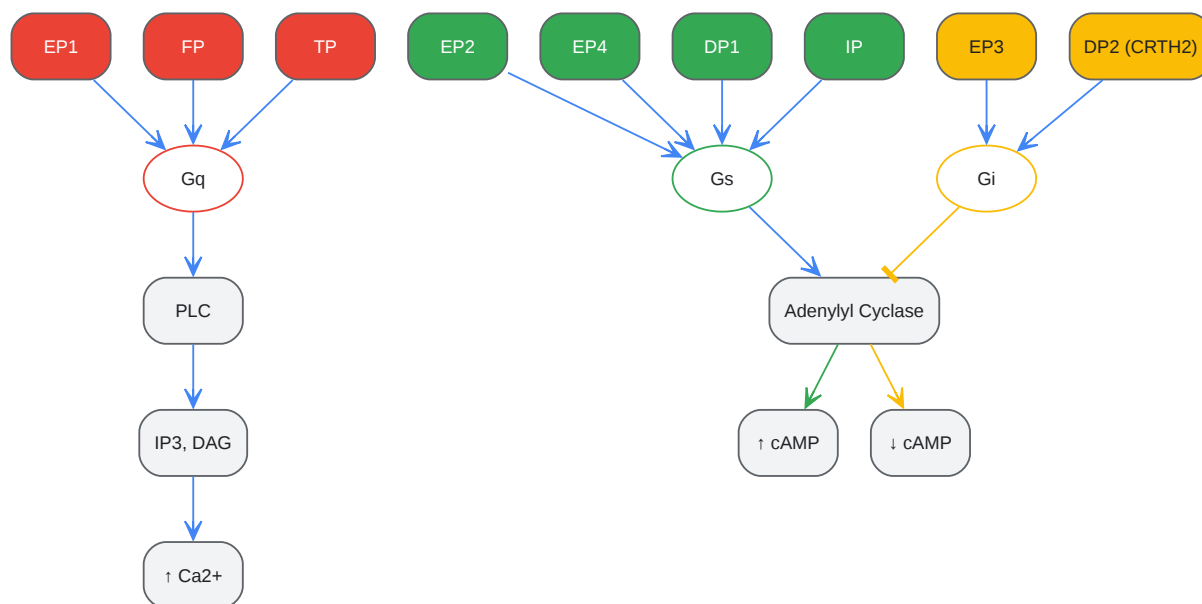 EP1
FP
TP
EP2
EP4
DP1
IP
EP3
DP2 (CRTH2)
Gq
Gs
Gi
PLC
Adenylyl Cyclase
IP3, DAG
↑ cAMP
↓ cAMP
↑ Ca2+